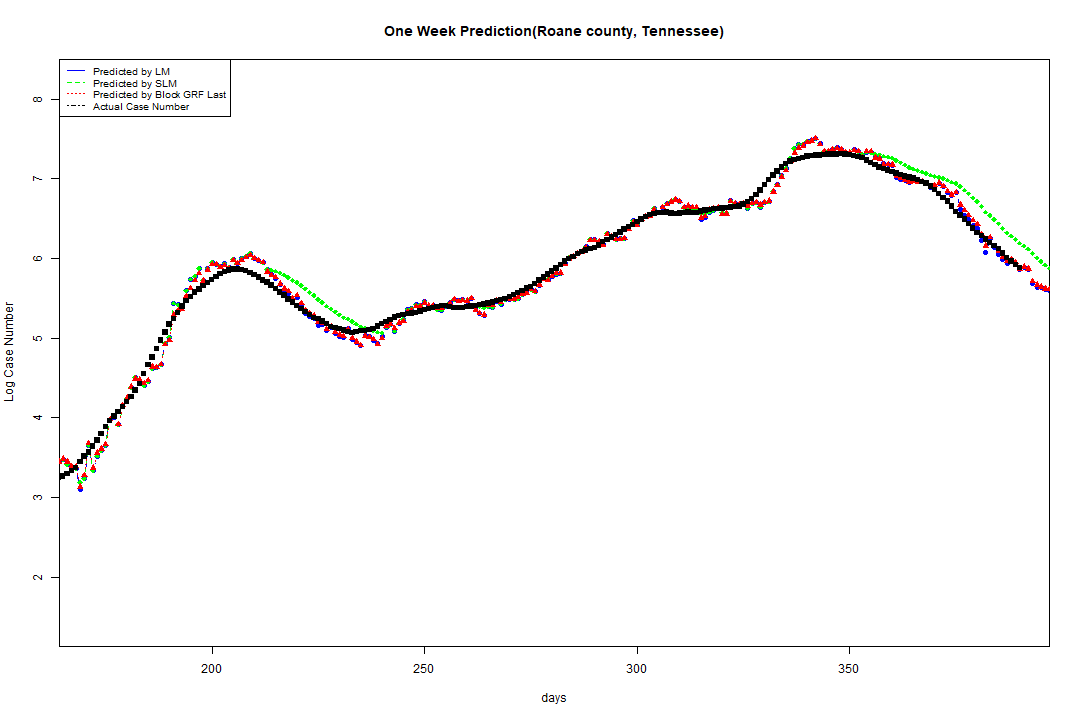 One Week Prediction(Roane county, Tennessee)
Predicted by LM
Predicted by SLM
Predicted by Block GRF Last
Actual Case Number
8
7
6
5
4
3
2
Log Case Number
200 250 300 350
days